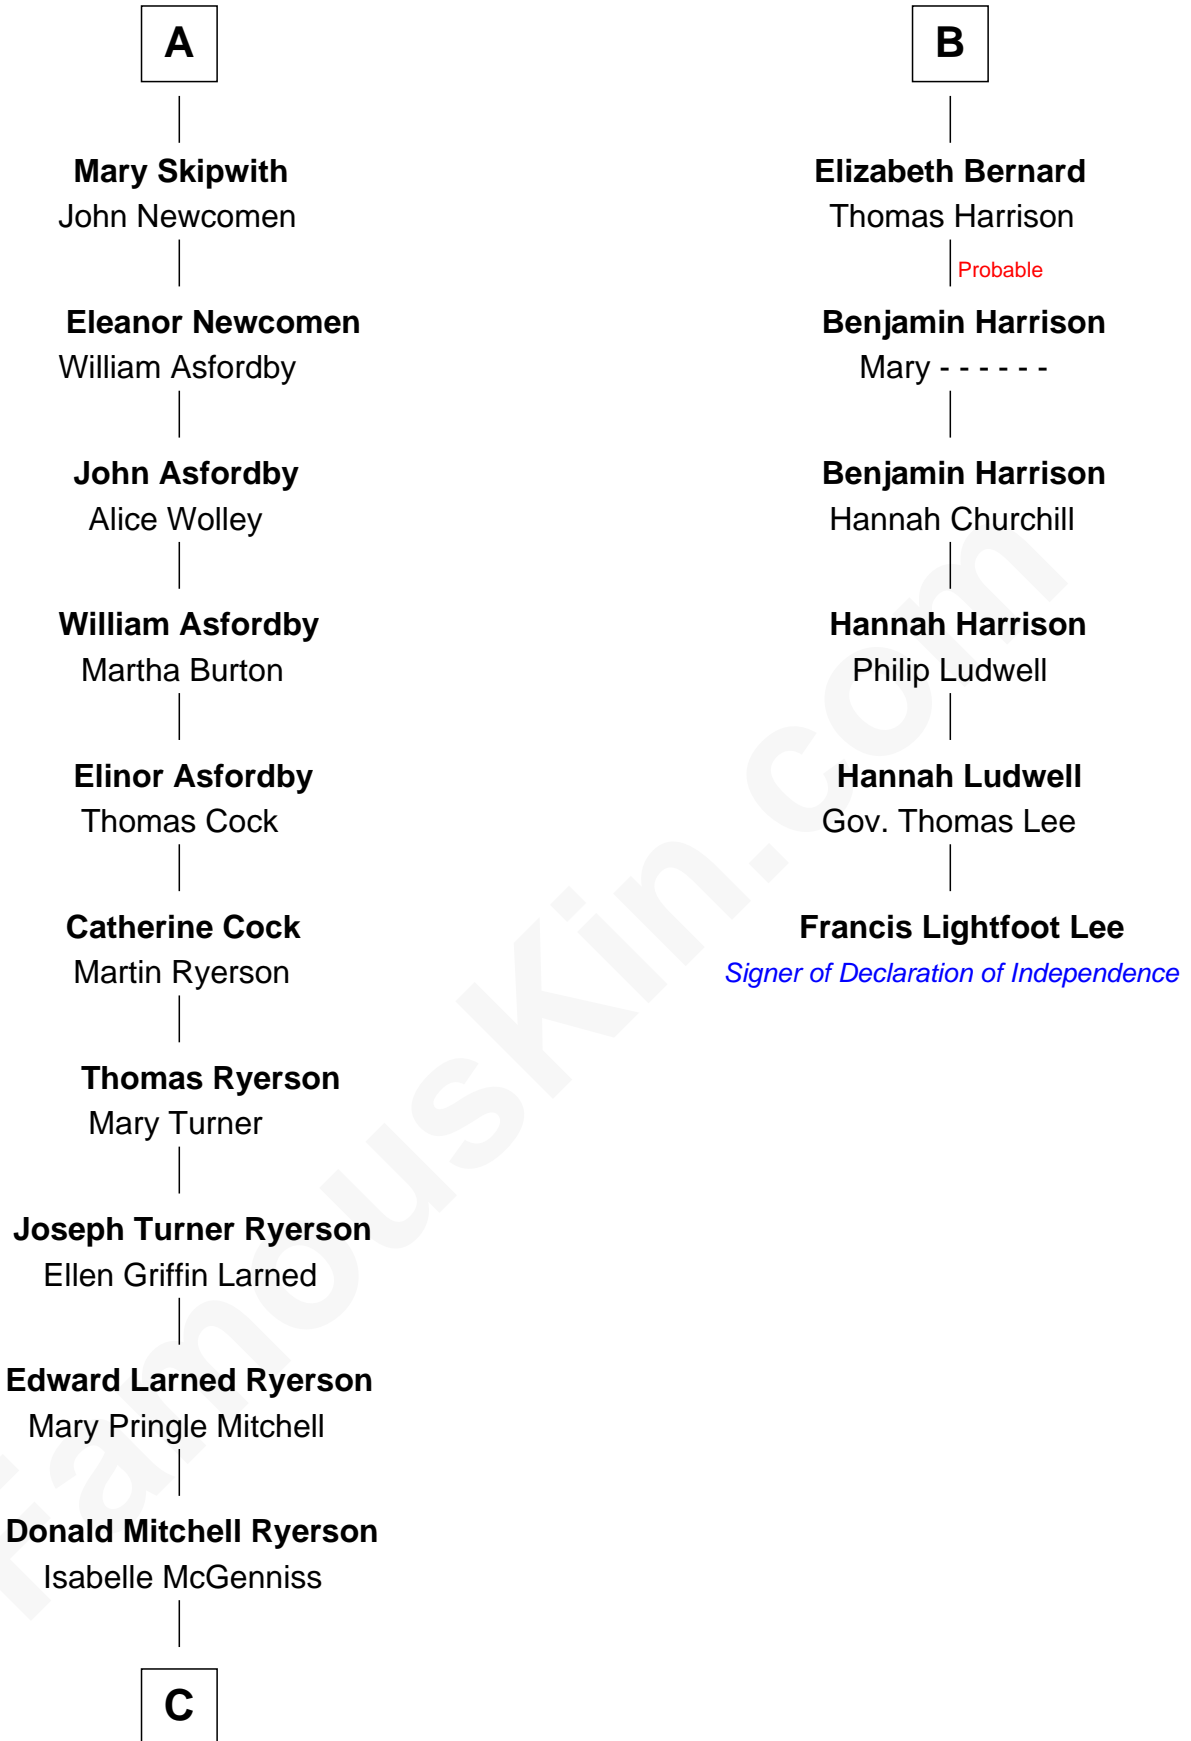 A
Mary Skipwith
John Newcomen
Eleanor Newcomen
William Asfordby
John Asfordby
Alice Wolley
William Asfordby
Martha Burton
Elinor Asfordby
Thomas Cock
Catherine Cock
Martin Ryerson
Thomas Ryerson
Mary Turner
Joseph Turner Ryerson
Ellen Griffin Larned
Edward Larned Ryerson
Mary Pringle Mitchell
Donald Mitchell Ryerson
Isabelle McGenniss
C
B
Elizabeth Bernard
Thomas Harrison
Probable
Benjamin Harrison
Mary - - - - - -
Benjamin Harrison
Hannah Churchill
Hannah Harrison
Philip Ludwell
Hannah Ludwell
Gov. Thomas Lee
Francis Lightfoot Lee
Signer of Declaration of Independence
FamousKin.com